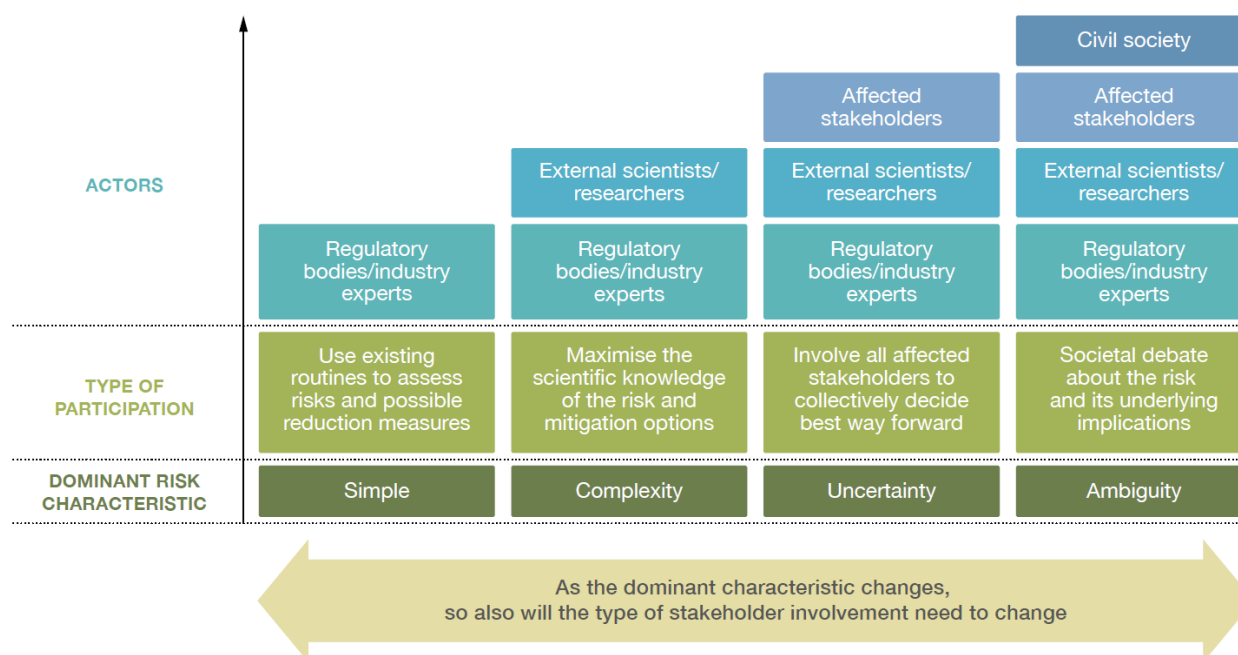 Civil society
Affected
stakeholders
Affected
stakeholders
ACTORS
External scientists/
researchers
External scientists/
researchers
External scientists/
researchers
Regulatory
bodies/industry
experts
Regulatory
bodies/industry
experts
Regulatory
bodies/industry
experts
Regulatory
bodies/industry
experts
TYPE OF
PARTICIPATION
Use existing
routines to assess
risks and possible
reduction measures
Maximise the
scientific knowledge
of the risk and
mitigation options
Involve all affected
stakeholders to
collectively decide
best way forward
Societal debate
about the risk
and its underlying
implications
DOMINANT RISK
CHARACTERISTIC
Simple
Complexity
Uncertainty
Ambiguity
As the dominant characteristic changes,
so also will the type of stakeholder involvement need to change